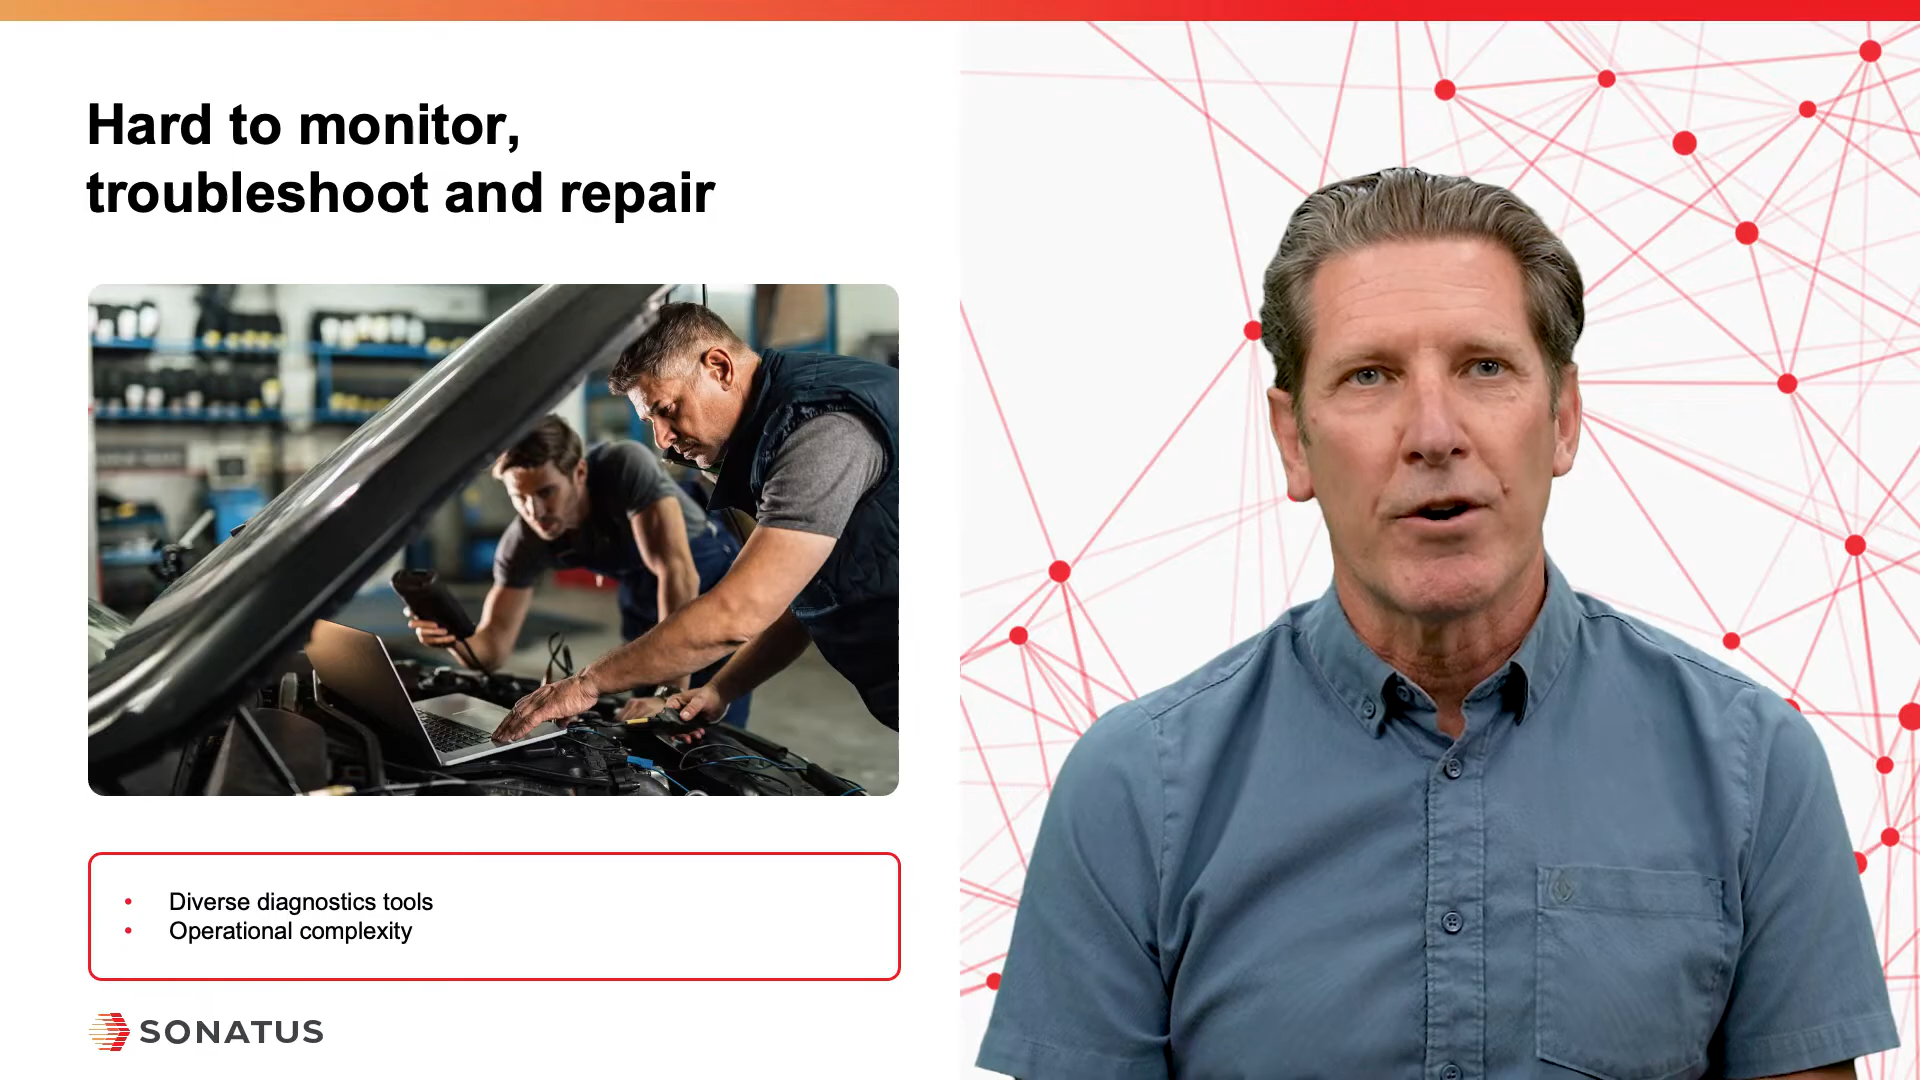 Hard to monitor,
troubleshoot and repair
• Diverse diagnostics tools
• Operational complexity
SONATUS